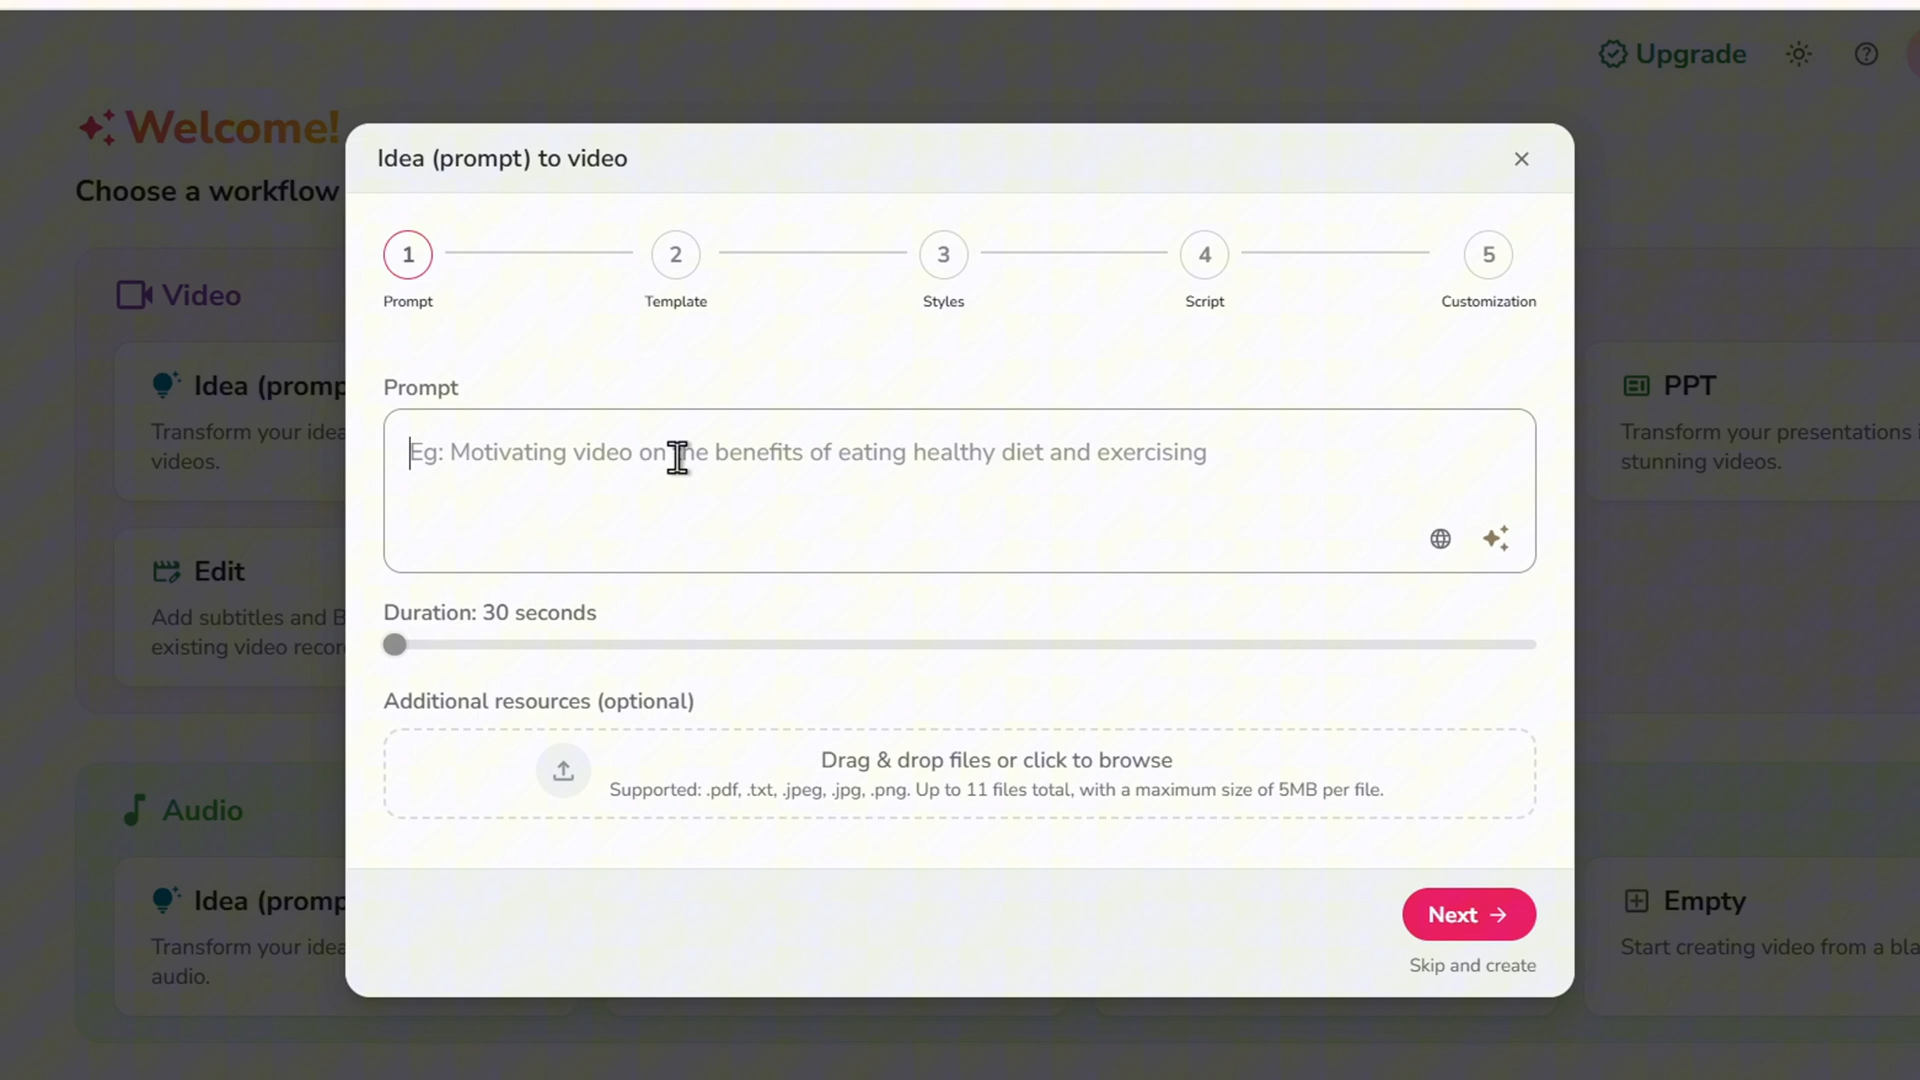 Upgrade
Welcome!
Choose a workflow
Idea (prompt) to video
1
2
3
4
5
Prompt
Template
Styles
Script
Customization
Video
Idea (promp
Transform your idea
videos.
Edit
Add subtitles and B
existing video recor
Prompt
Eg: Motivating video on the benefits of eating healthy diet and exercising
Duration: 30 seconds
Additional resources (optional)
Drag & drop files or click to browse
Supported: .pdf, .txt, .jpeg, .jpg, .png. Up to 11 files total, with a maximum size of 5MB per file.
Next
Skip and create
PPT
Transform your presentations i
stunning videos.
Audio
Idea (promp
Transform your idea
audio.
Empty
Start creating video from a bla